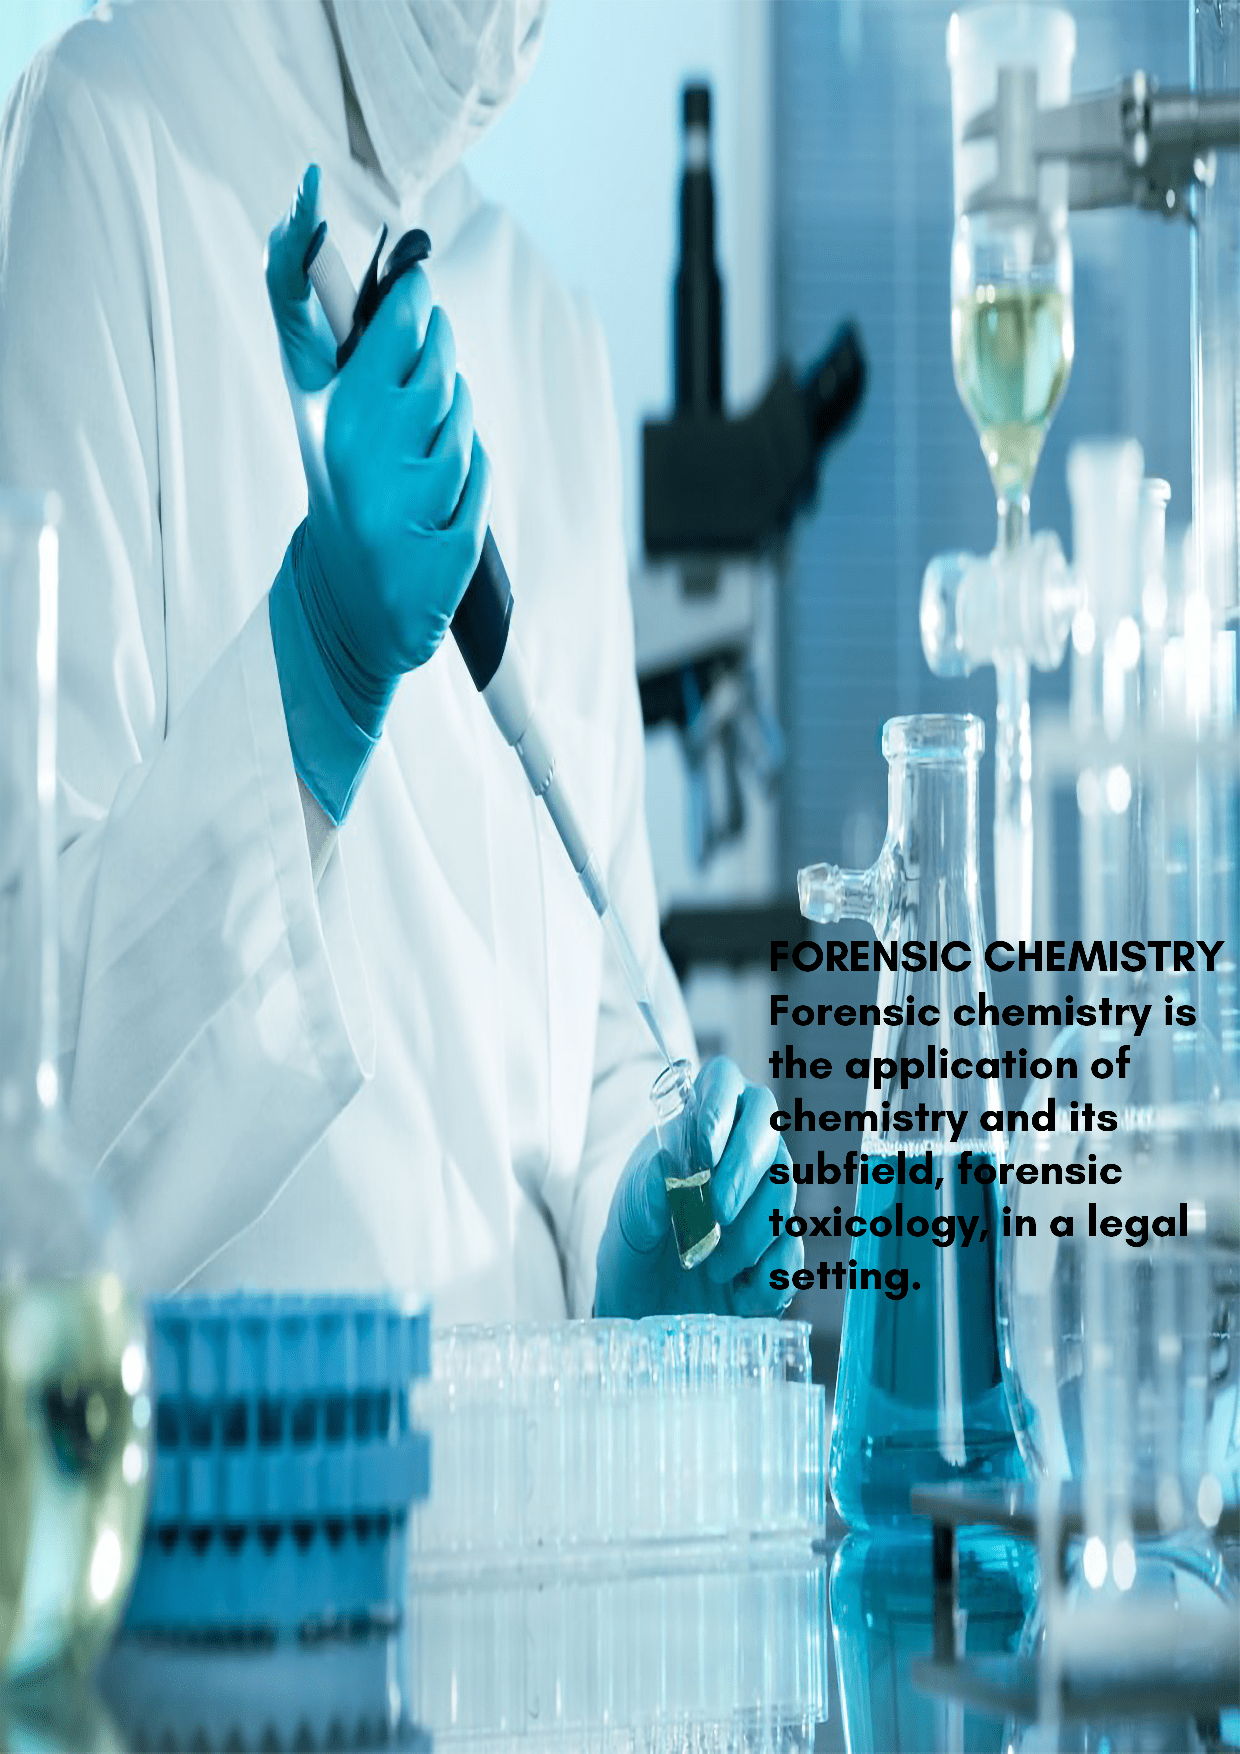 FORENSIC CHEMISTRY
Forensic chemistry is
the application of
chemistry and its
subfield, forensic
toxicology, in a legal
setting.